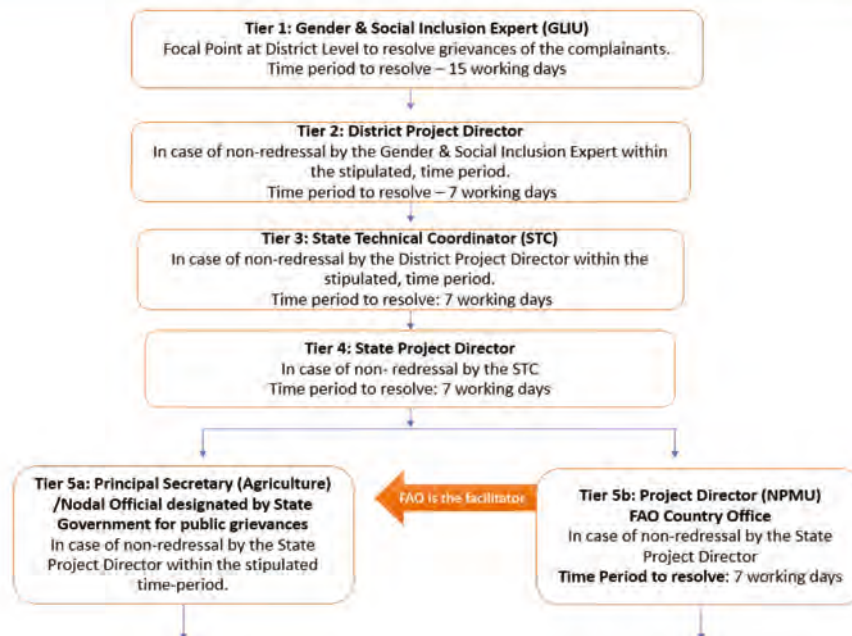 Tier 1: Gender & Social Inclusion Expert (GLIU)
Focal Point at District Level to resolve grievances of the complainants.
Time period to resolve – 15 working days
Tier 2: District Project Director
In case of non-redressal by the Gender & Social Inclusion Expert within
the stipulated, time period.
Time period to resolve – 7 working days
Tier 3: State Technical Coordinator (STC)
In case of non-redressal by the District Project Director within the
stipulated, time period.
Time period to resolve: 7 working days
Tier 4: State Project Director
In case of non- redressal by the STC
Time period to resolve: 7 working days
Tier 5a: Principal Secretary (Agriculture)
/Nodal Official designated by State
Government for public grievances
In case of non-redressal by the State
Project Director within the stipulated
time-period.
FAO is the facilitator
Tier 5b: Project Director (NPMU)
FAO Country Office
In case of non-redressal by the State
Project Director
Time Period to resolve: 7 working days